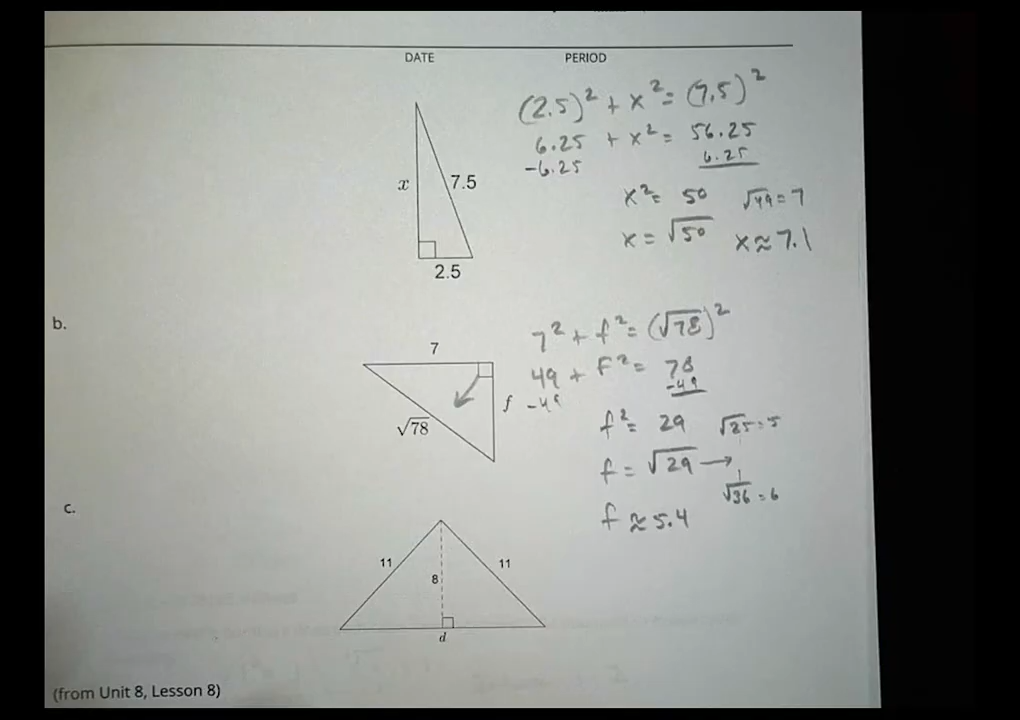 DATE PERIOD
(2.5)² + x² = (7.5)²
6.25 + x² = 56.25
-6.25 6.25
x 7.5
x² = 50 √49 = 7
x = √50 x ≈ 7.1
2.5
b.
7² + f² = (√78)²
7
49 + F² = 78
-49 -49
f
√78
f² = 29 √25 = 5
f = √29 →
√36 = 6
c.
f ≈ 5.4
11 11
8
d
(from Unit 8, Lesson 8)